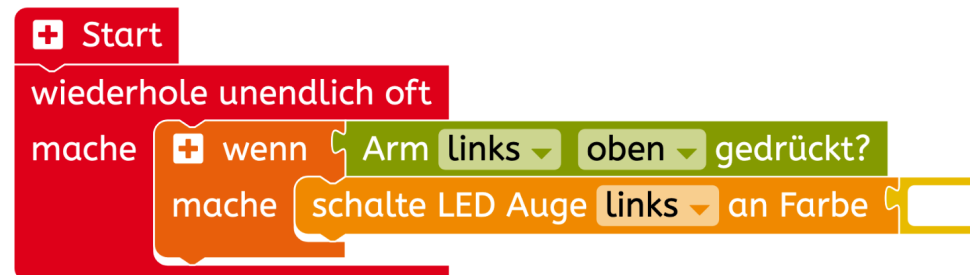 Start
wiederhole unendlich oft
mache wenn Arm links oben gedrückt?
mache schalte LED Auge links an Farbe